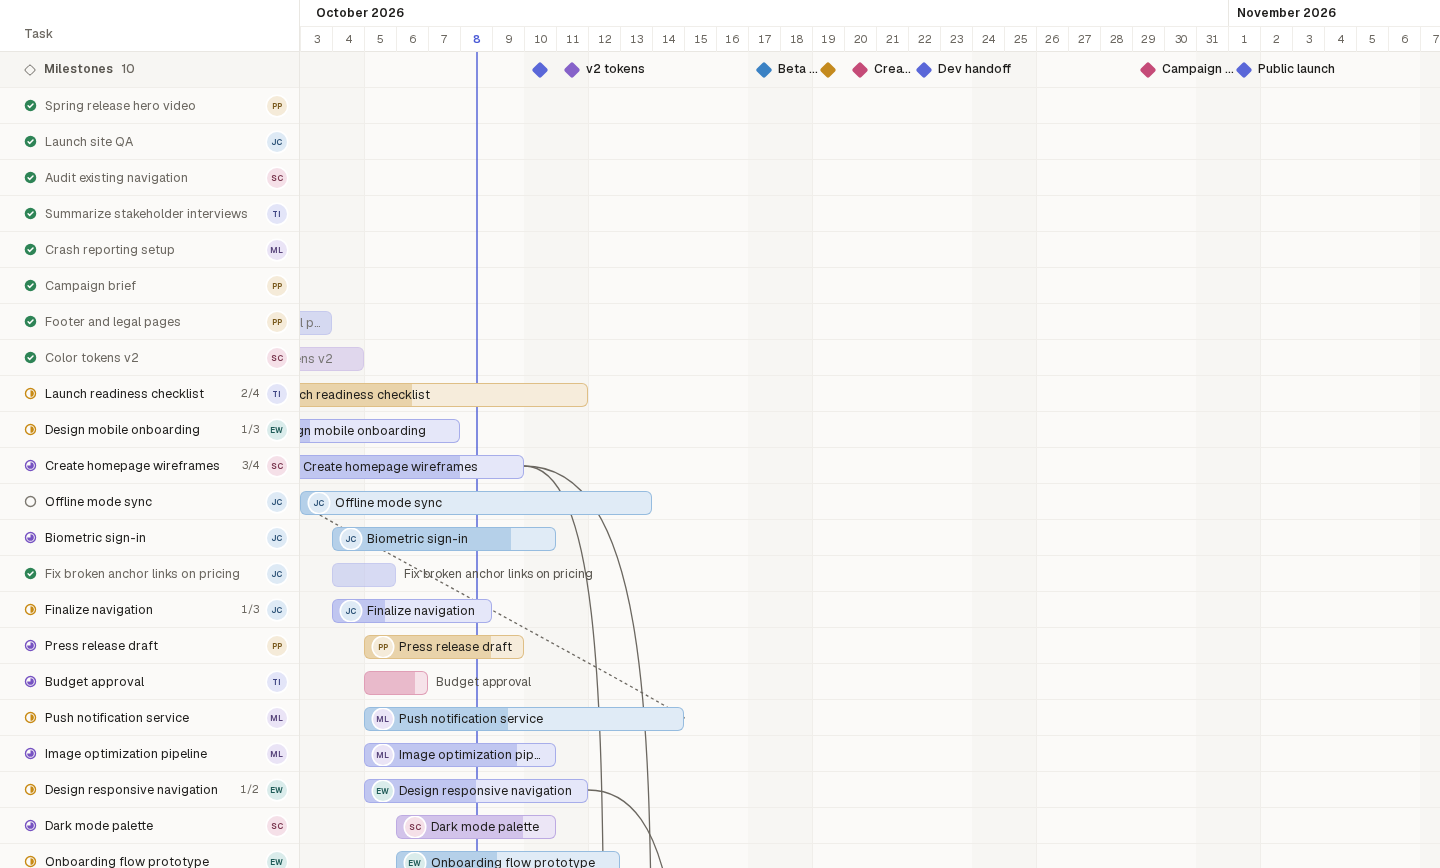 October 2026 November 2026
Task
3 4 5 6 7 8 9 10 11 12 13 14 15 16 17 18 19 20 21 22 23 24 25 26 27 28 29 30 31 1 2 3 4 5 6 7
Milestones 10 v2 tokens Beta ... Crea... Dev handoff Campaign ... Public launch
Spring release hero video PP
Launch site QA JC
Audit existing navigation SC
Summarize stakeholder interviews TI
Crash reporting setup ML
Campaign brief PP
Footer and legal pages PP l p...
Color tokens v2 SC ens v2
Launch readiness checklist 2/4 TI ch readiness checklist
Design mobile onboarding 1/3 EW gn mobile onboarding
Create homepage wireframes 3/4 SC Create homepage wireframes
Offline mode sync JC JC Offline mode sync
Biometric sign-in JC JC Biometric sign-in
Fix broken anchor links on pricing JC Fix broken anchor links on pricing
Finalize navigation 1/3 JC JC Finalize navigation
Press release draft PP PP Press release draft
Budget approval TI Budget approval
Push notification service ML ML Push notification service
Image optimization pipeline ML ML Image optimization pip...
Design responsive navigation 1/2 EW EW Design responsive navigation
Dark mode palette SC SC Dark mode palette
Onboarding flow prototype EW EW Onboarding flow prototype